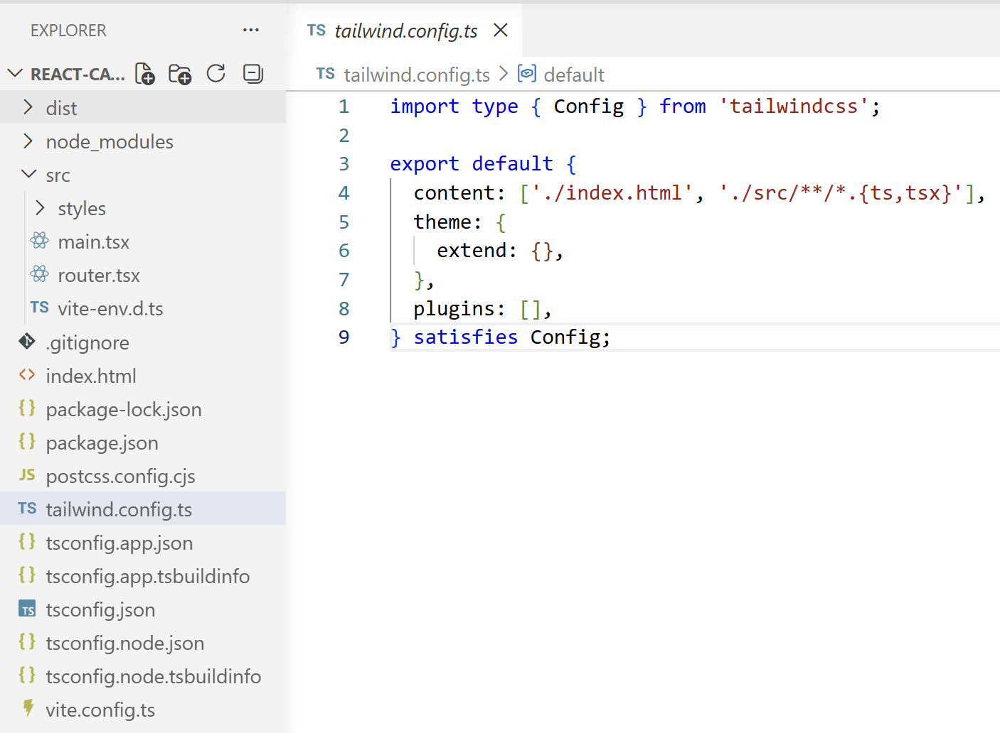 EXPLORER
REACT-CA...
dist
node_modules
src
styles
main.tsx
router.tsx
TS vite-env.d.ts
.gitignore
<> index.html
{} package-lock.json
{} package.json
JS postcss.config.cjs
TS tailwind.config.ts
{} tsconfig.app.json
{} tsconfig.app.tsbuildinfo
TS tsconfig.json
{} tsconfig.node.json
{} tsconfig.node.tsbuildinfo
vite.config.ts
TS tailwind.config.ts
TS tailwind.config.ts > default
1 import type { Config } from 'tailwindcss';
2
3 export default {
4   content: ['./index.html', './src/**/*.{ts,tsx}'],
5   theme: {
6     extend: {},
7   },
8   plugins: [],
9 } satisfies Config;